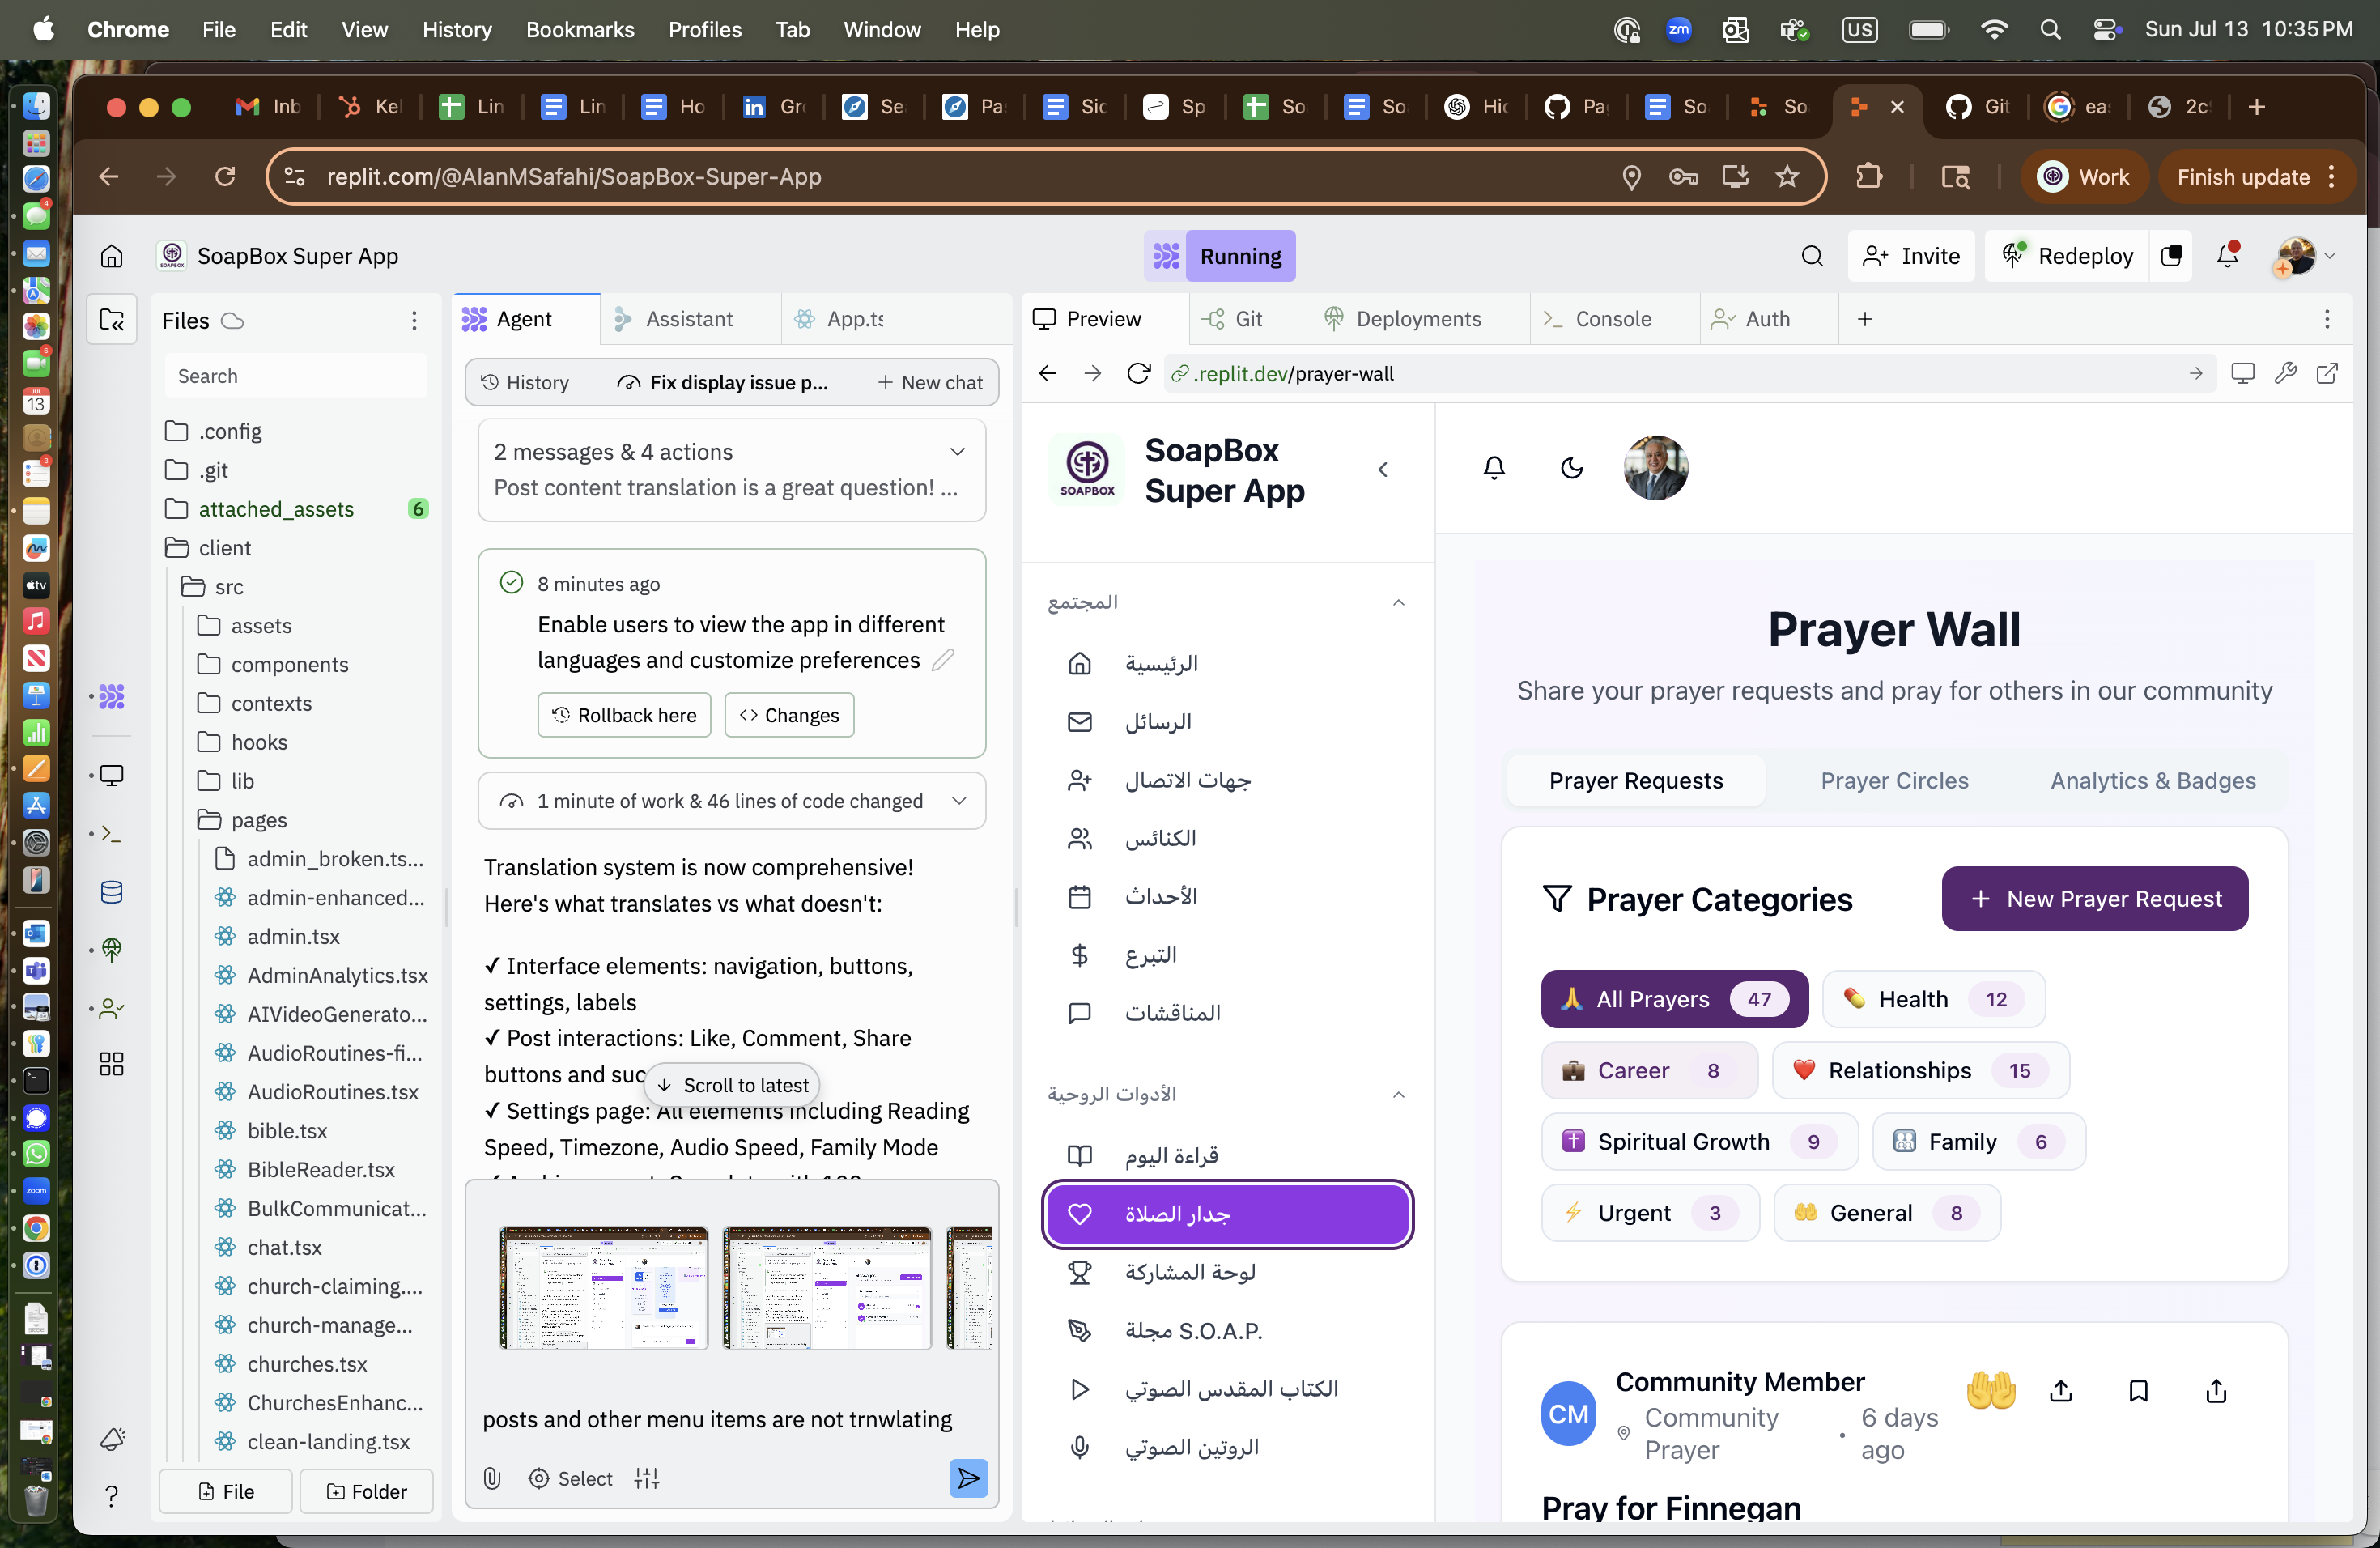 Chrome File Edit View History Bookmarks Profiles Tab Window Help
zm
US
Sun Jul 13 10:35 PM
Inb
Kel
Lin
Lin
Ho
Gr
Se
Pa
Sic
Sp
So
So
Hic
Pa
So
So
Git
eas
replit.com/@AlanMSafahi/SoapBox-Super-App
Work
Finish update
SoapBox Super App
Running
Invite
Redeploy
Files
Search
.config
.git
attached_assets 6
client
src
assets
components
contexts
hooks
lib
pages
admin_broken.ts...
admin-enhanced...
admin.tsx
AdminAnalytics.tsx
AIVideoGenerato...
AudioRoutines-fi...
AudioRoutines.tsx
bible.tsx
BibleReader.tsx
BulkCommunicat...
chat.tsx
church-claiming....
church-manage...
churches.tsx
ChurchesEnhanc...
clean-landing.tsx
File
Folder
Agent
Assistant
App.ts
History
Fix display issue p...
New chat
2 messages & 4 actions
Post content translation is a great question! ...
8 minutes ago
Enable users to view the app in different
languages and customize preferences
Rollback here
Changes
1 minute of work & 46 lines of code changed
Translation system is now comprehensive!
Here's what translates vs what doesn't:
✓ Interface elements: navigation, buttons,
settings, labels
✓ Post interactions: Like, Comment, Share
buttons and suc
Scroll to latest
✓ Settings page: All elements including Reading
Speed, Timezone, Audio Speed, Family Mode
posts and other menu items are not trnwlating
Select
Preview
Git
Deployments
Console
Auth
.replit.dev/prayer-wall
SOAPBOX
SoapBox
Super App
المجتمع
الرئيسية
الرسائل
جهات الاتصال
الكنائس
الأحداث
التبرع
المناقشات
الأدوات الروحية
قراءة اليوم
جدار الصلاة
لوحة المشاركة
مجلة S.O.A.P.
الكتاب المقدس الصوتي
الروتين الصوتي
Prayer Wall
Share your prayer requests and pray for others in our community
Prayer Requests
Prayer Circles
Analytics & Badges
Prayer Categories
New Prayer Request
All Prayers 47
Health 12
Career 8
Relationships 15
Spiritual Growth 9
Family 6
Urgent 3
General 8
CM
Community Member
Community
Prayer
6 days
ago
Pray for Finnegan